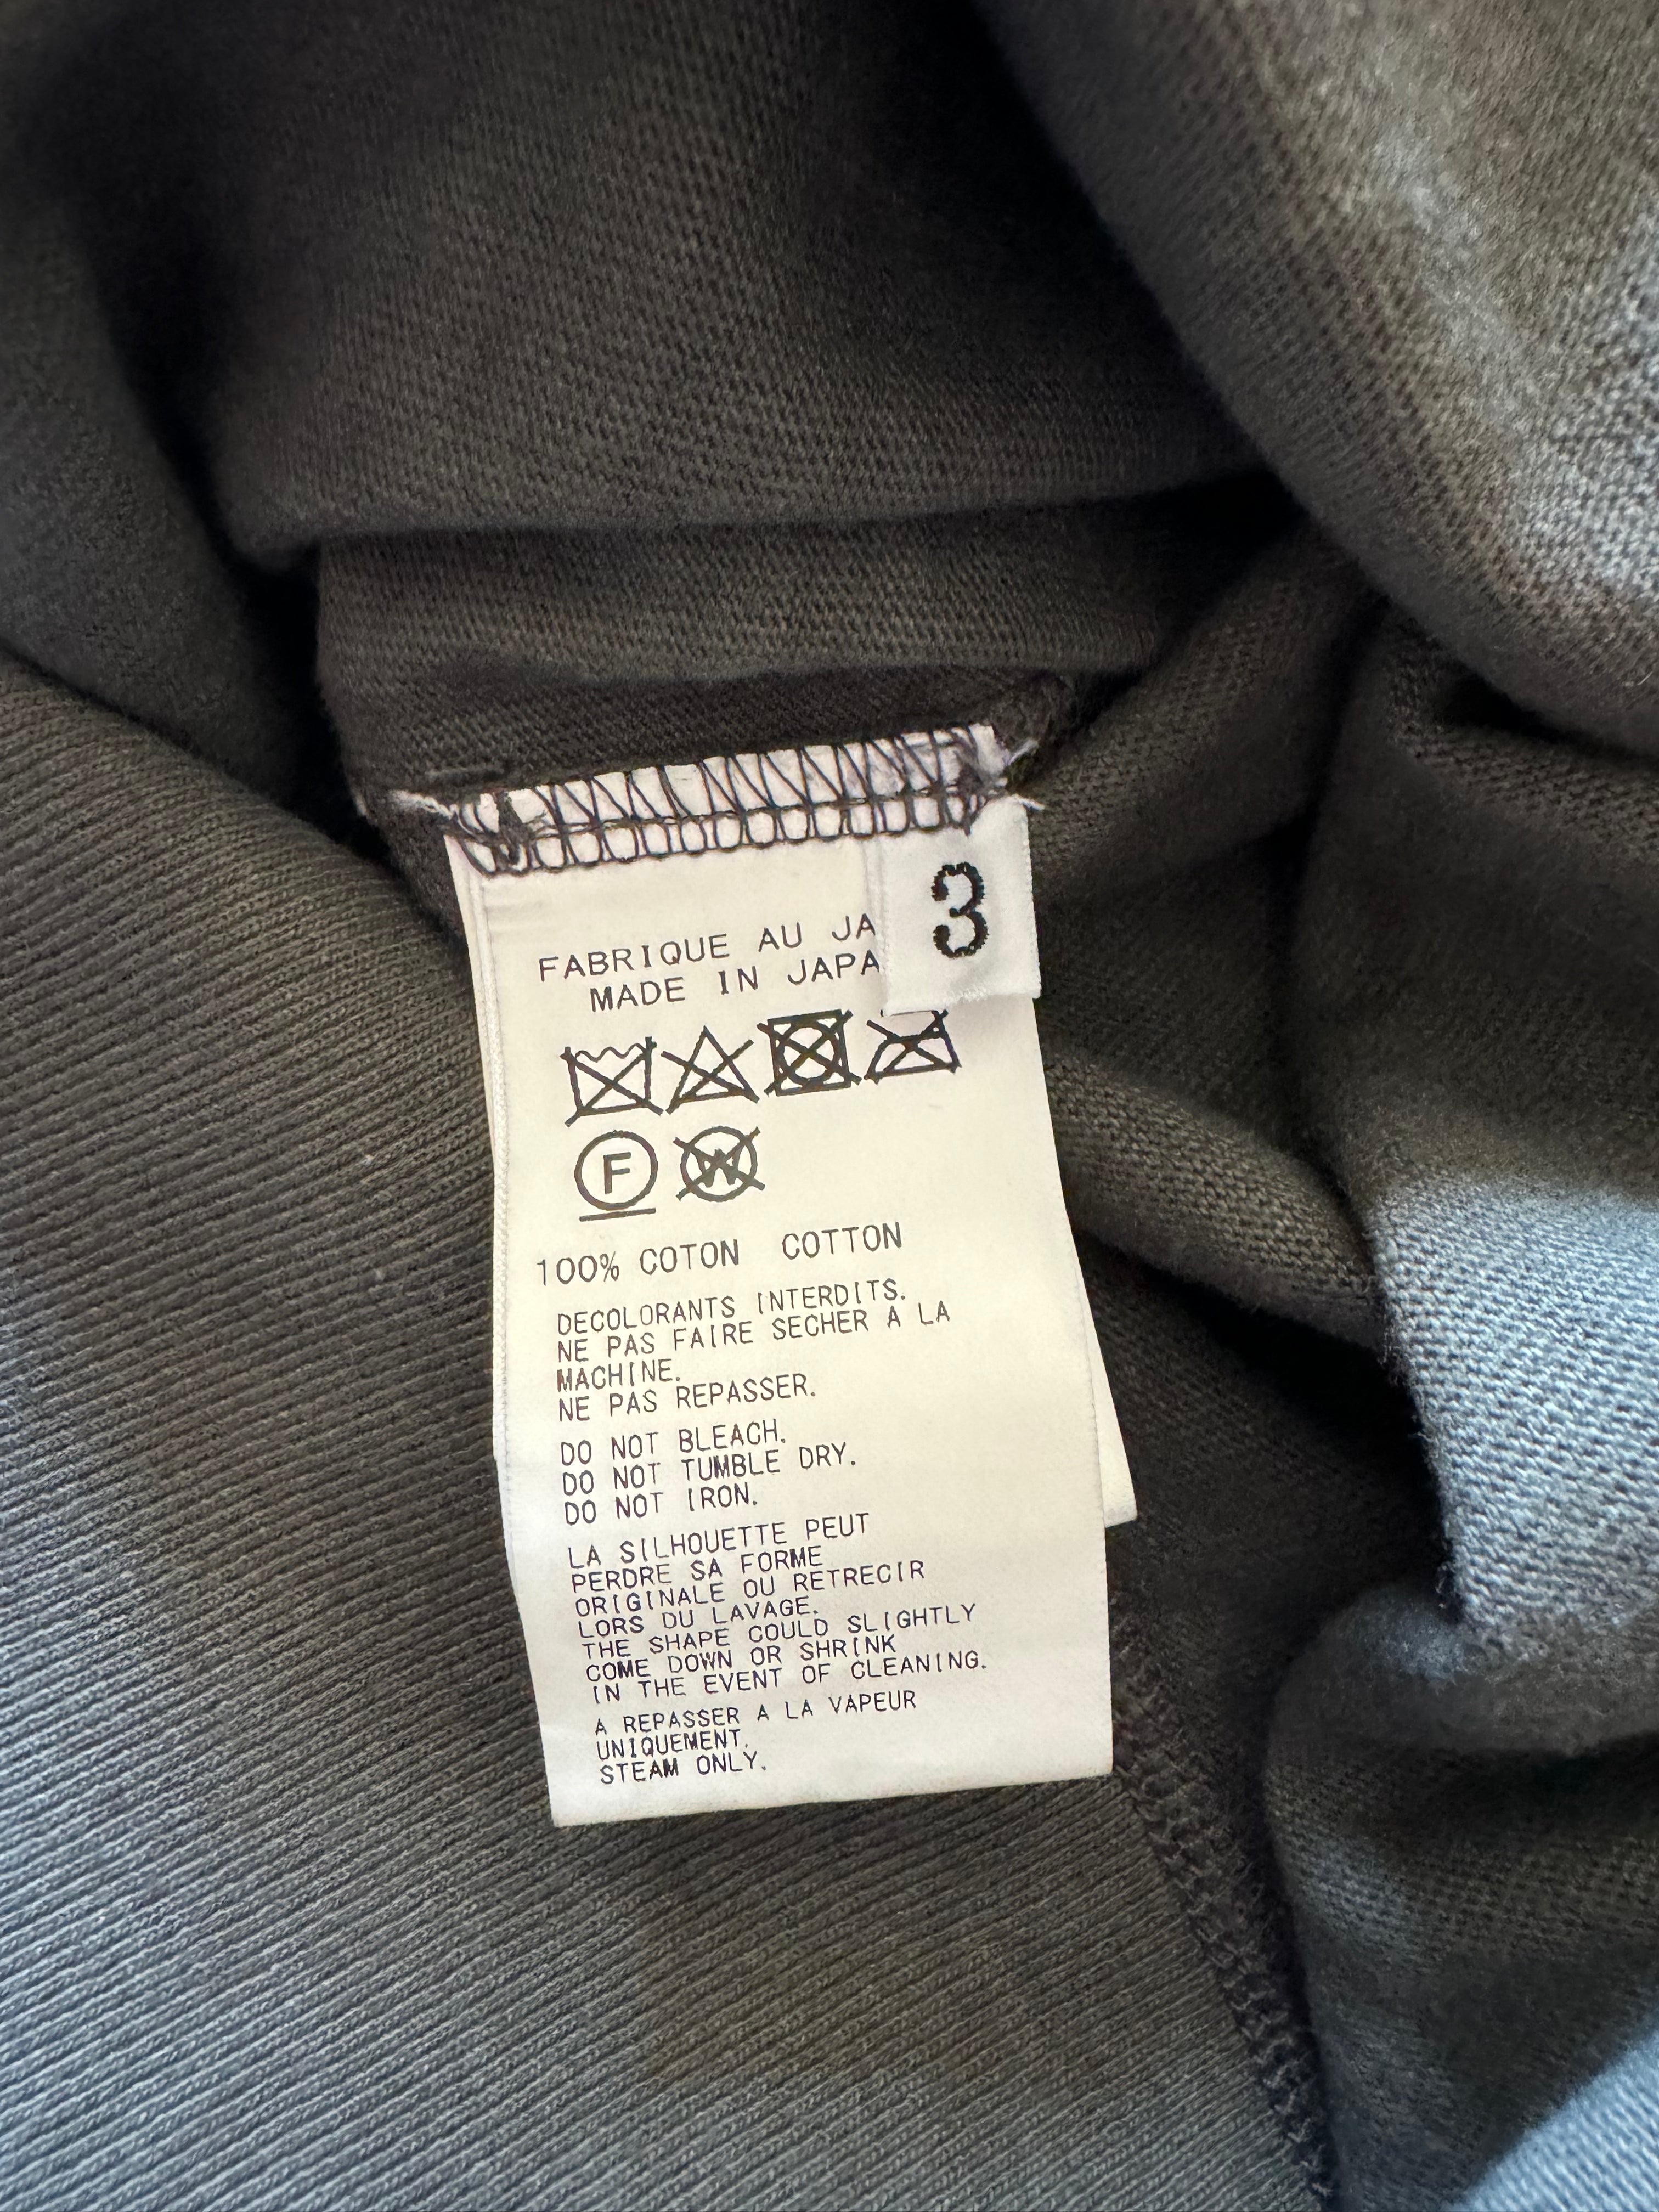 3
FABRIQUE AU JA
MADE IN JAPA
F
W
100% COTON COTTON
DECOLORANTS INTERDITS.
NE PAS FAIRE SECHER A LA
MACHINE.
NE PAS REPASSER.
DO NOT BLEACH.
DO NOT TUMBLE DRY.
DO NOT IRON.
LA SILHOUETTE PEUT
PERDRE SA FORME
ORIGINALE OU RETRECIR
LORS DU LAVAGE.
THE SHAPE COULD SLIGHTLY
COME DOWN OR SHRINK
IN THE EVENT OF CLEANING.
A REPASSER A LA VAPEUR
UNIQUEMENT.
STEAM ONLY.